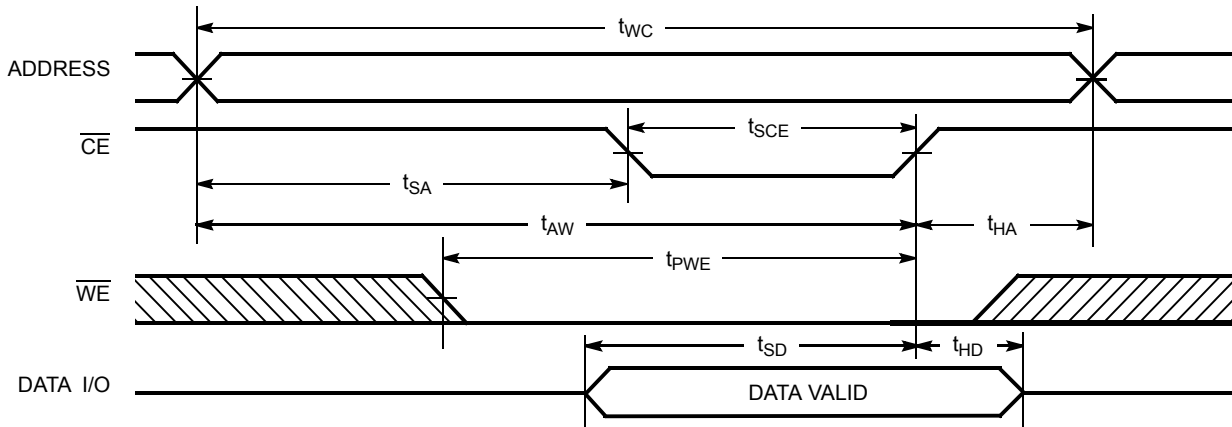 tWC
ADDRESS
CE
tSCE
tSA
tAW
tHA
tPWE
WE
tSD
tHD
DATA I/O
DATA VALID